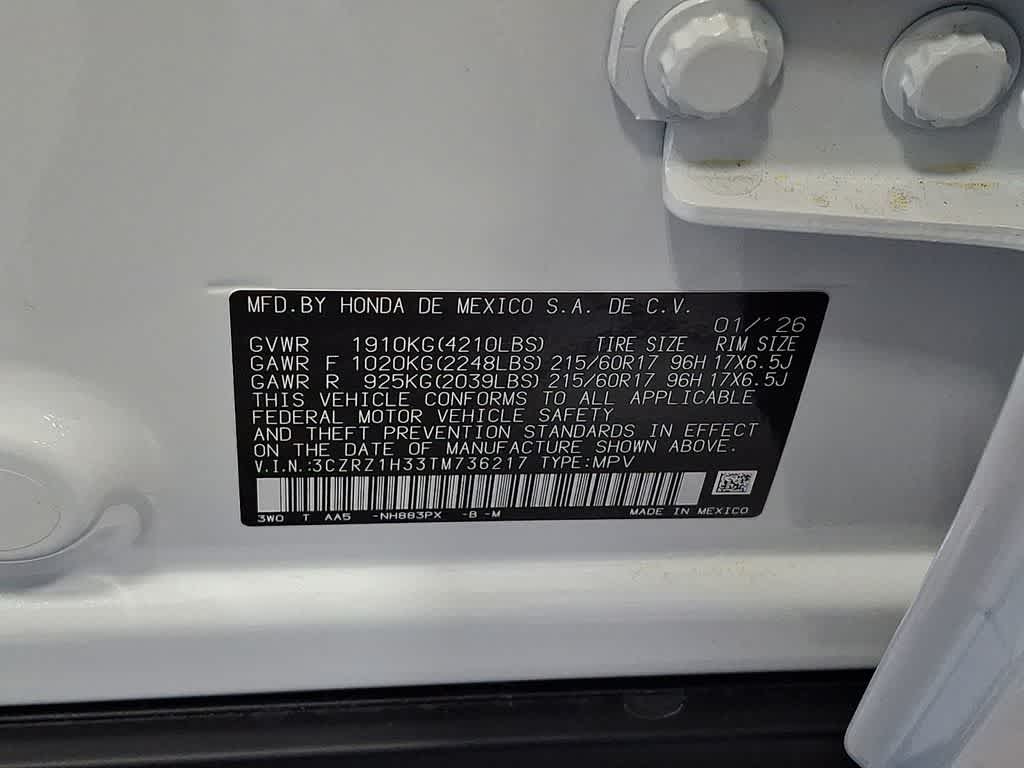 MFD.BY HONDA DE MEXICO S.A. DE C.V.
01/'26
GVWR 1910KG(4210LBS) TIRE SIZE RIM SIZE
GAWR F 1020KG(2248LBS) 215/60R17 96H 17X6.5J
GAWR R 925KG(2039LBS) 215/60R17 96H 17X6.5J
THIS VEHICLE CONFORMS TO ALL APPLICABLE
FEDERAL MOTOR VEHICLE SAFETY
AND THEFT PREVENTION STANDARDS IN EFFECT
ON THE DATE OF MANUFACTURE SHOWN ABOVE.
V.I.N.:3CZRZ1H33TM736217 TYPE:MPV
3W0 T AA5 -NH883PX -B -M MADE IN MEXICO